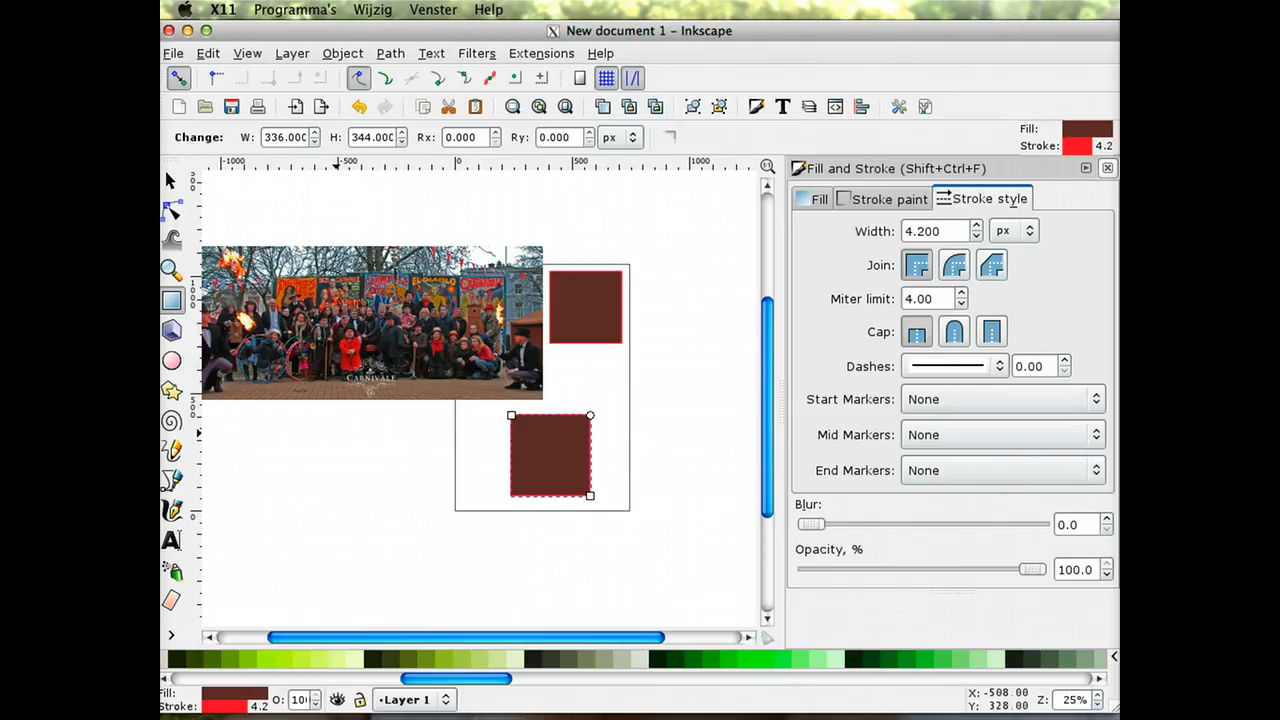 X11 Programma's Wijzig Venster Help
New document 1 - Inkscape
File Edit View Layer Object Path Text Filters Extensions Help
Change: W: 336.000 H: 344.000 Rx: 0.000 Ry: 0.000 px
Fill:
Stroke: 4.2
-1000 -500 0 500 1000
Fill and Stroke (Shift+Ctrl+F)
Fill Stroke paint Stroke style
Width: 4.200 px
Join:
Miter limit: 4.00
Cap:
Dashes: 0.00
Start Markers: None
Mid Markers: None
End Markers: None
Blur:
0.0
Opacity, %
100.0
EL DIABLO
CARNIVALE
Fill:
Stroke: 4.2
O: 10
•Layer 1
X: -508.00
Y: 328.00
Z: 25%